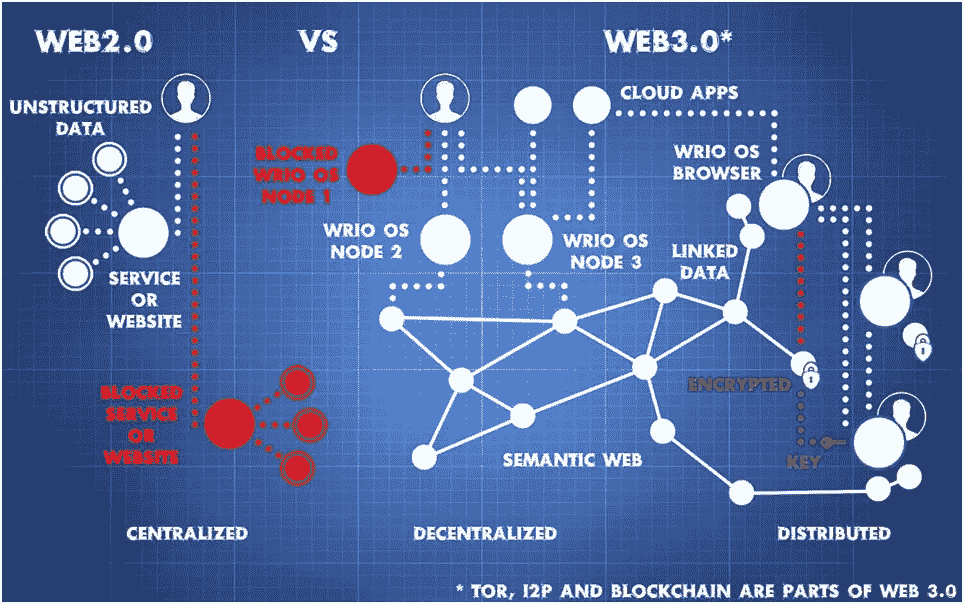 WEB2.0
VS
WEB3.0*
UNSTRUCTURED
DATA
SERVICE
OR
WEBSITE
BLOCKED
SERVICE
OR
WEBSITE
CENTRALIZED
BLOCKED
WRIO OS
NODE 1
WRIO OS
NODE 2
WRIO OS
NODE 3
CLOUD APPS
WRIO OS
BROWSER
LINKED
DATA
ENCRYPTED
KEY
SEMANTIC WEB
DECENTRALIZED
DISTRIBUTED
* TOR, I2P AND BLOCKCHAIN ARE PARTS OF WEB 3.0